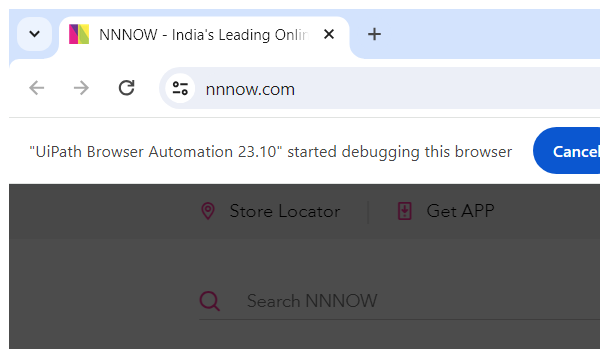 NNNOW - India's Leading Onlin
nnnow.com
"UiPath Browser Automation 23.10" started debugging this browser Cancel
Store Locator Get APP
Search NNNOW